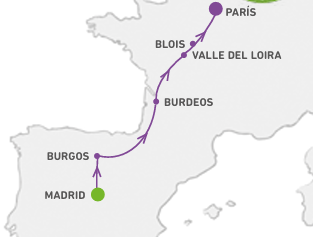 PARÍS
BLOIS
VALLE DEL LOIRA
BURDEOS
BURGOS
MADRID